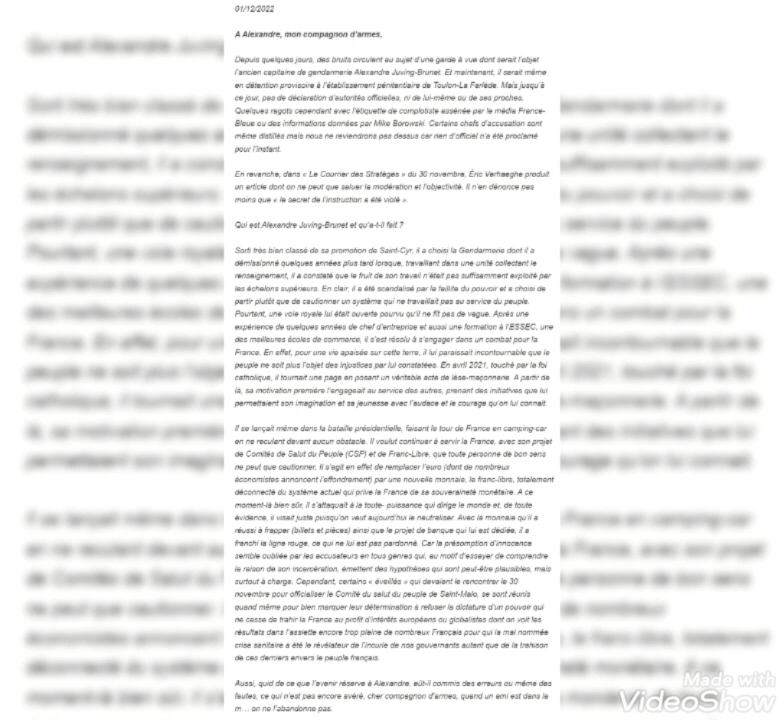 01/12/2022
A Alexandre, mon compagnon d'armes,
Depuis quelques jours, des bruits circulent au sujet d'une garde à vue dont serait l'objet
l'ancien capitaine de gendarmerie Alexandre Juving-Brunet. Et maintenant, il serait même
en détention provisoire à l'établissement pénitentiaire de Toulon-La Farlède. Mais jusqu'à
ce jour, pas de déclaration d'autorités officielles, ni de lui-même ou de ses proches.
Quelques ragots cependant avec l'étiquette de complotiste assénée par le média France-
Bleue ou des informations données par Mike Borowski. Certains chefs d'accusation sont
même distillés mais nous ne reviendrons pas dessus car rien d'officiel n'a été proclamé
pour l'instant.
En revanche, dans « Le Courrier des Stratèges » du 30 novembre, Éric Verhaeghe produit
un article dont on ne peut que saluer la modération et l'objectivité. Il n'en dénonce pas
moins que « le secret de l'instruction a été violé ».
Qui est Alexandre Juving-Brunet et qu'a-t-il fait ?
Sorti très bien classé de sa promotion de Saint-Cyr, il a choisi la Gendarmerie dont il a
démissionné quelques années plus tard lorsque, travaillant dans une unité collectant le
renseignement, il a constaté que le fruit de son travail n'était pas suffisamment exploité par
les échelons supérieurs. En clair, il a été scandalisé par la faillite du pouvoir et a choisi de
partir plutôt que de cautionner un système qui ne travaillait pas au service du peuple.
Pourtant, une voie royale lui était ouverte pourvu qu'il ne fît pas de vague. Après une
expérience de quelques années de chef d'entreprise et aussi une formation à l'ESSEC, une
des meilleures écoles de commerce, il s'est résolu à s'engager dans un combat pour la
France. En effet, pour une vie apaisée sur cette terre, il lui paraissait incontournable que le
peuple ne soit plus l'objet des injustices par lui constatées. En avril 2021, touché par la foi
catholique, il tournait une page en posant un véritable acte de lèse-maçonnerie. A partir de
là, sa motivation première l'engageait au service des autres, prenant des initiatives que lui
permettaient son imagination et sa jeunesse avec l'audace et le courage qu'on lui connaît.
Il se lançait même dans la bataille présidentielle, faisant le tour de France en camping-car
en ne reculant devant aucun obstacle. Il voulut continuer à servir la France, avec son projet
de Comités de Salut du Peuple (CSP) et de Franc-Libre, que toute personne de bon sens
ne peut que cautionner. Il s'agit en effet de remplacer l'euro (dont de nombreux
économistes annoncent l'effondrement) par une nouvelle monnaie, le franc-libre, totalement
déconnecté du système actuel qui prive la France de sa souveraineté monétaire. A ce
moment-là bien sûr, il s'attaquait à la toute- puissance qui dirige le monde et, de toute
évidence, il visait juste puisqu'on veut aujourd'hui le neutraliser. Avec la monnaie qu'il a
réussi à frapper (billets et pièces) ainsi que le projet de banque qui lui est dédiée, il a
franchi la ligne rouge, ce qui ne lui est pas pardonné. Car la présomption d'innocence
semble oubliée par les accusateurs en tous genres qui, au motif d'essayer de comprendre
la raison de son incarcération, émettent des hypothèses qui sont peut-être plausibles, mais
surtout à charge. Cependant, certains « éveillés » qui devaient le rencontrer le 30
novembre pour officialiser le Comité du salut du peuple de Saint-Malo, se sont réunis
quand même pour bien marquer leur détermination à refuser la dictature d'un pouvoir qui
ne cesse de trahir la France au profit d'intérêts européens ou globalistes dont on voit les
résultats dans l'assiette encore trop pleine de nombreux Français pour qui la mal nommée
crise sanitaire a été le révélateur de l'incurie de nos gouvernants autant que de la trahison
de ces derniers envers le peuple français.
Aussi, quid de ce que l'avenir réserve à Alexandre, eût-il commis des erreurs ou même des
fautes, ce qui n'est pas encore avéré, cher compagnon d'armes, quand un ami est dans la
m… on ne l'abandonne pas.
Made with
VideoShow